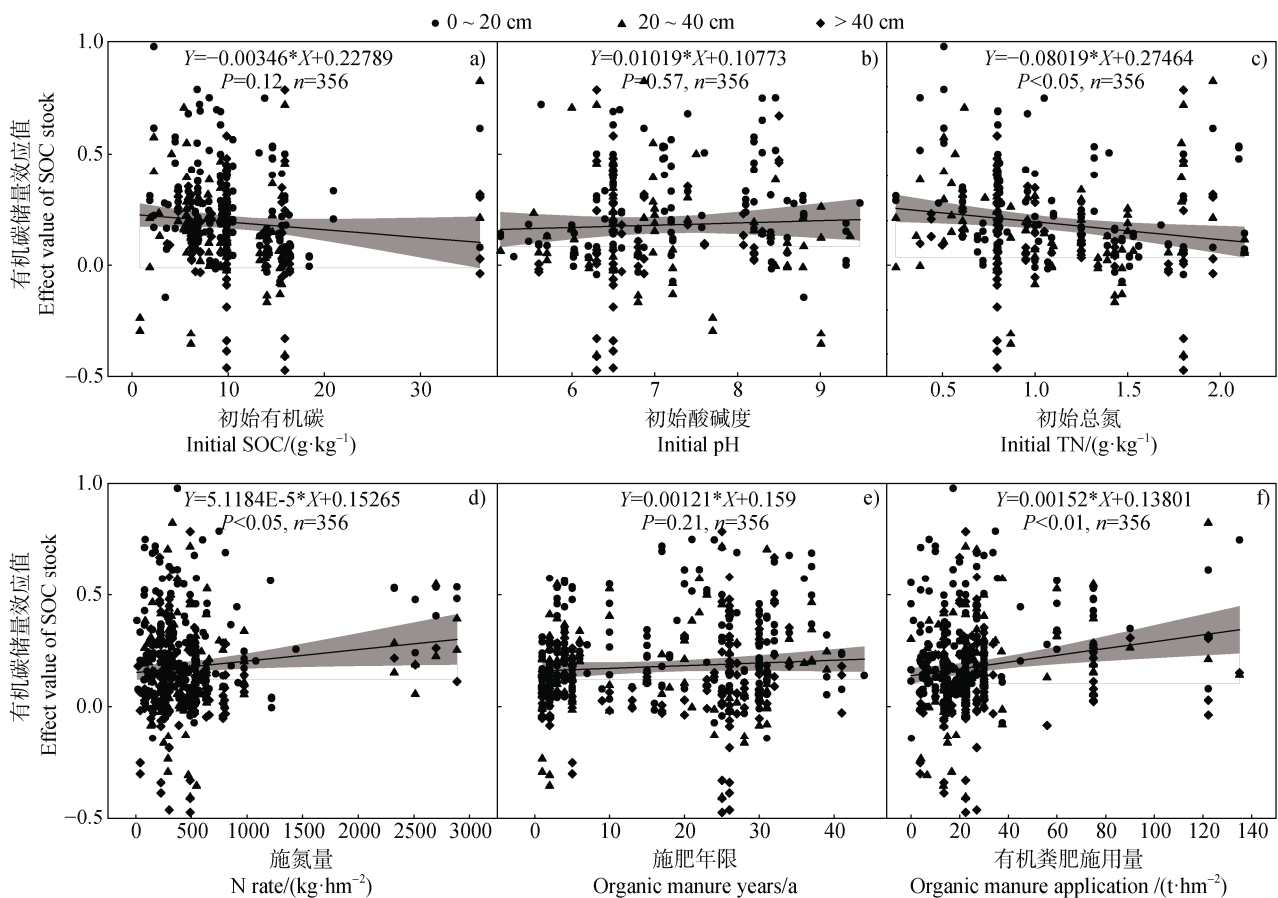 ● 0 ~ 20 cm ▲ 20 ~ 40 cm ◆ > 40 cm
有机碳储量效应值
Effect value of SOC stock
1.0
0.5
0.0
−0.5
Y=−0.00346*X+0.22789
P=0.12, n=356
a)
0 10 20 30
初始有机碳
Initial SOC/(g·kg⁻¹)
Y=0.01019*X+0.10773
P=0.57, n=356
b)
6 7 8 9
初始酸碱度
Initial pH
Y=−0.08019*X+0.27464
P<0.05, n=356
c)
0.5 1.0 1.5 2.0
初始总氮
Initial TN/(g·kg⁻¹)
有机碳储量效应值
Effect value of SOC stock
1.0
0.5
0.0
−0.5
Y=5.1184E-5*X+0.15265
P<0.05, n=356
d)
0 500 1000 1500 2000 2500 3000
施氮量
N rate/(kg·hm⁻²)
Y=0.00121*X+0.159
P=0.21, n=356
e)
0 10 20 30 40
施肥年限
Organic manure years/a
Y=0.00152*X+0.13801
P<0.01, n=356
f)
0 20 40 60 80 100 120 140
有机粪肥施用量
Organic manure application /(t·hm⁻²)